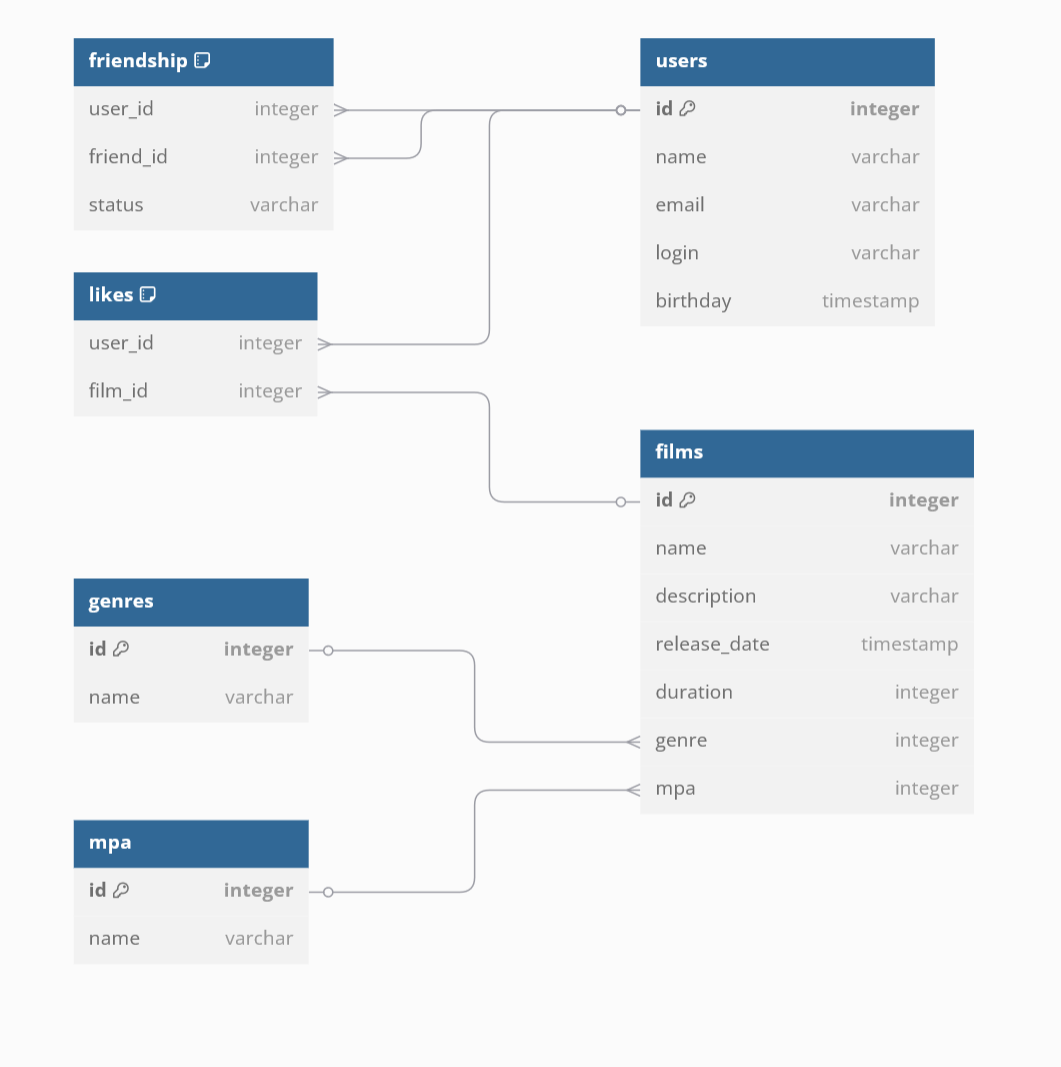 friendship
user_id integer
friend_id integer
status varchar
users
id integer
name varchar
email varchar
login varchar
birthday timestamp
likes
user_id integer
film_id integer
films
id integer
name varchar
description varchar
release_date timestamp
duration integer
genre integer
mpa integer
genres
id integer
name varchar
mpa
id integer
name varchar